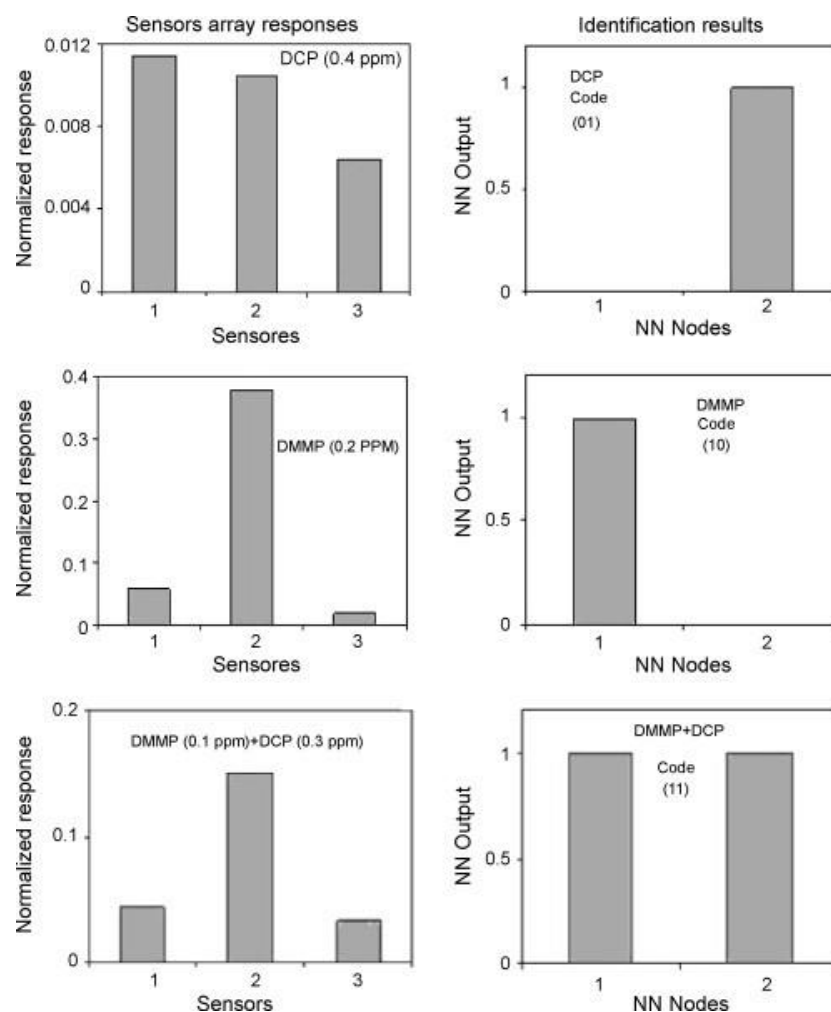 Sensors array responses
Identification results
Normalized response
0.012
0.008
0.004
0
DCP (0.4 ppm)
1 2 3
Sensores
NN Output
1
0.5
0
DCP
Code
(01)
1 2
NN Nodes
Normalized response
0.4
0.3
0.2
0.1
0
DMMP (0.2 PPM)
1 2 3
Sensores
NN Output
1
0.5
0
DMMP
Code
(10)
1 2
NN Nodes
Normalized response
0.2
0.1
0
DMMP (0.1 ppm)+DCP (0.3 ppm)
1 2 3
Sensors
NN Output
1
0.5
0
DMMP+DCP
Code
(11)
1 2
NN Nodes